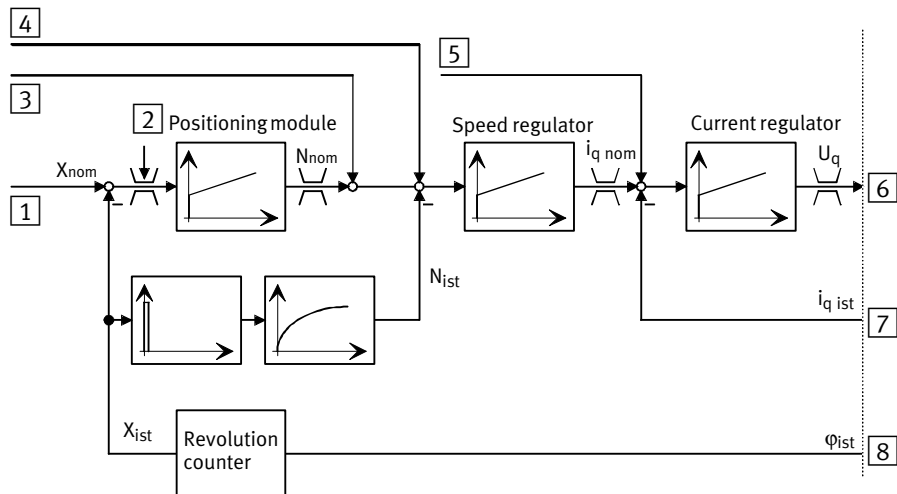 4
5
3
2
Positioning module
Speed regulator
Current regulator
Xnom
Nnom
iq nom
Uq
1
6
Nist
iq ist
7
Xist
Revolution
counter
φist
8